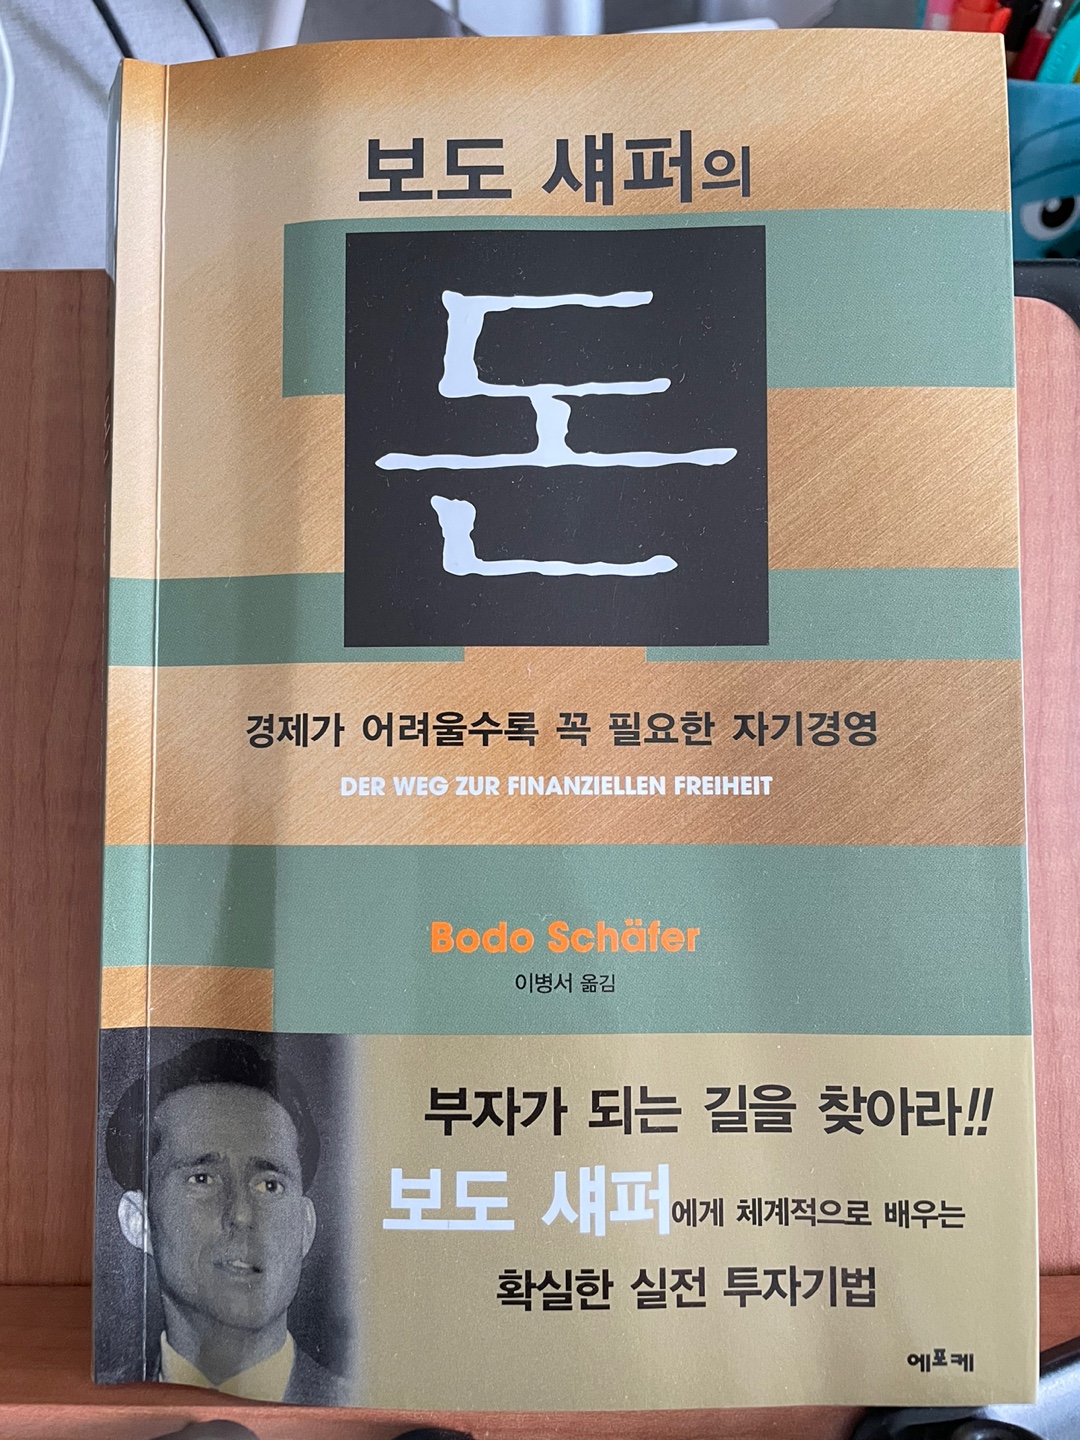 보도 섀퍼의
돈
경제가 어려울수록 꼭 필요한 자기경영
DER WEG ZUR FINANZIELLEN FREIHEIT
Bodo Schäfer
이병서 옮김
부자가 되는 길을 찾아라!!
보도 섀퍼에게 체계적으로 배우는
확실한 실전 투자기법
에포케